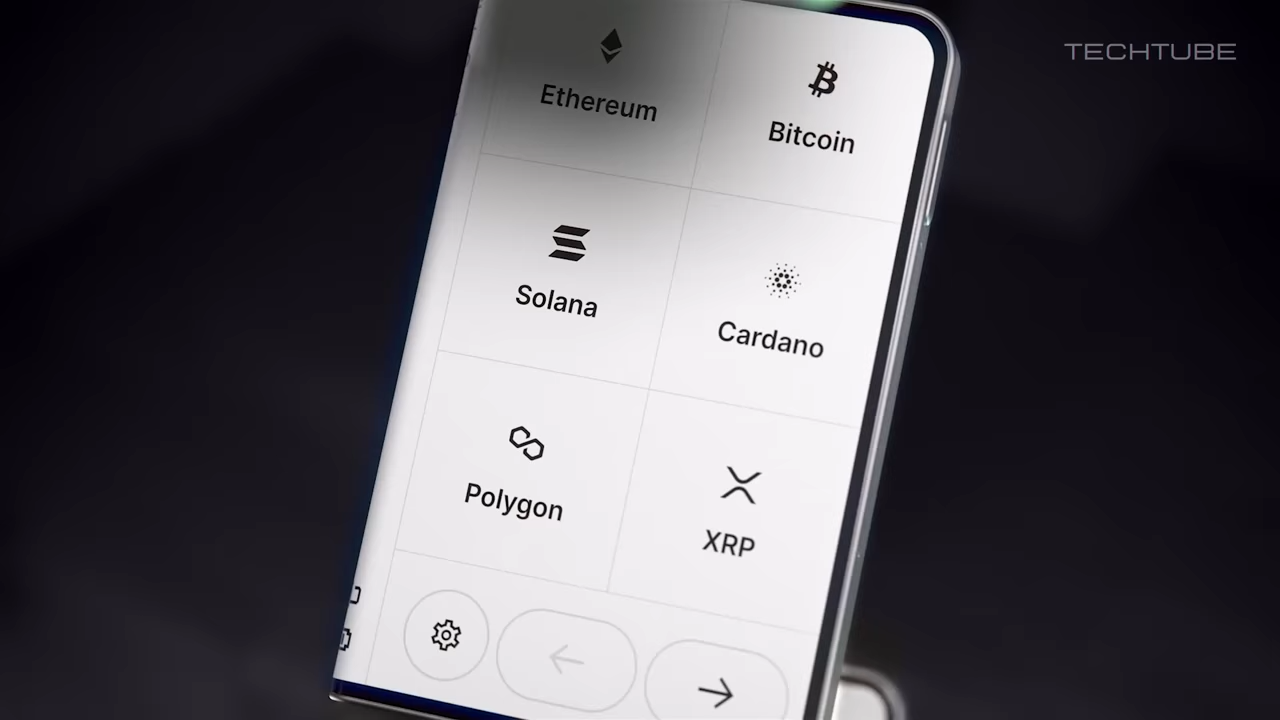 TECHTUBE
Ethereum
Bitcoin
Solana
Cardano
Polygon
XRP